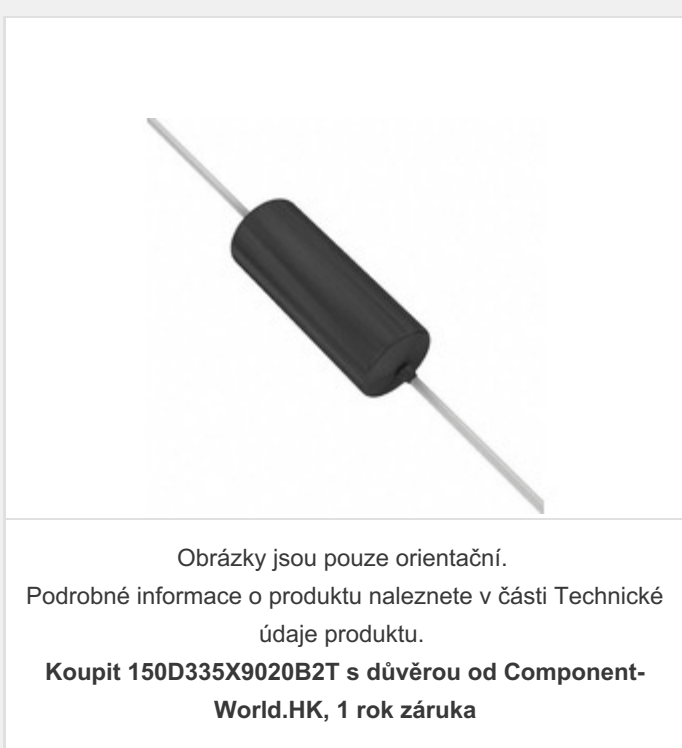 Obrázky jsou pouze orientační.
Podrobné informace o produktu naleznete v části Technické
údaje produktu.
Koupit 150D335X9020B2T s důvěrou od Component-
World.HK, 1 rok záruka